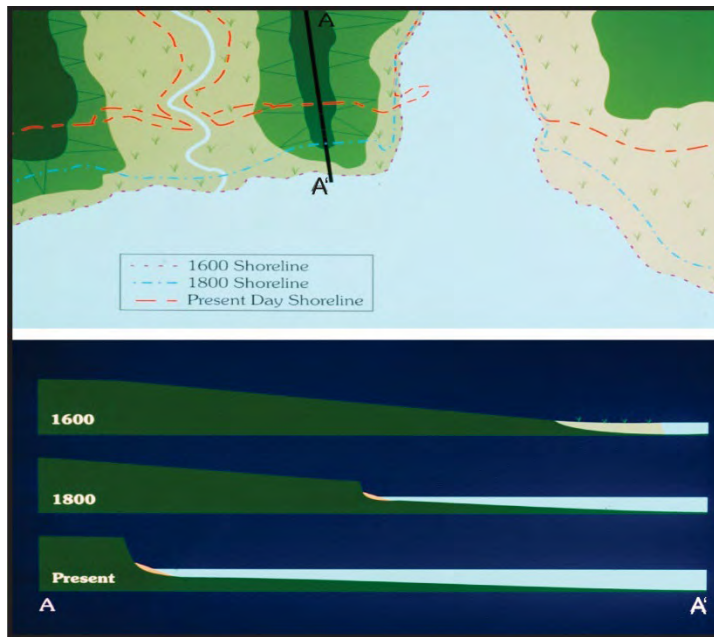 A
A'
1600 Shoreline
1800 Shoreline
Present Day Shoreline
1600
1800
Present
A
A'